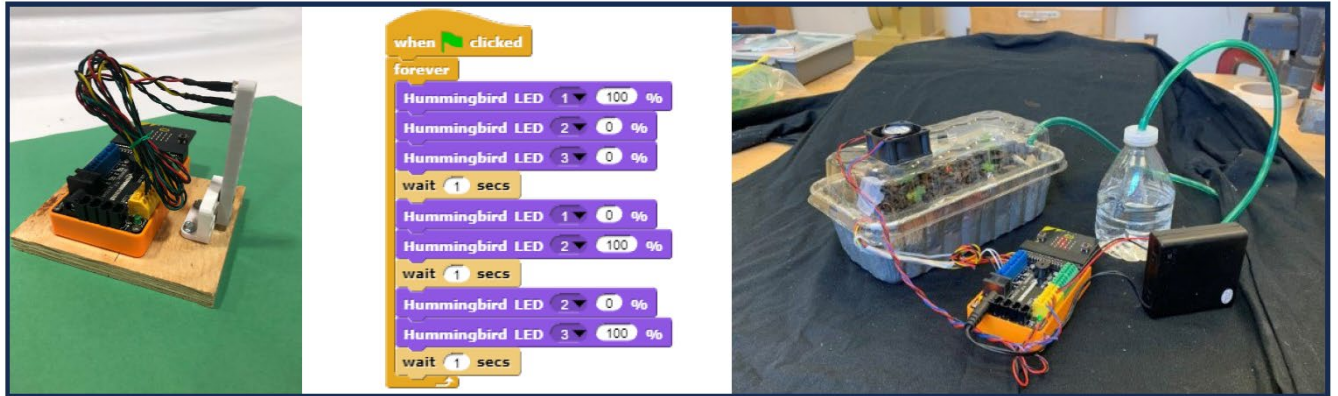 when clicked
forever
Hummingbird LED 1 100 %
Hummingbird LED 2 0 %
Hummingbird LED 3 0 %
wait 1 secs
Hummingbird LED 1 0 %
Hummingbird LED 2 100 %
wait 1 secs
Hummingbird LED 2 0 %
Hummingbird LED 3 100 %
wait 1 secs